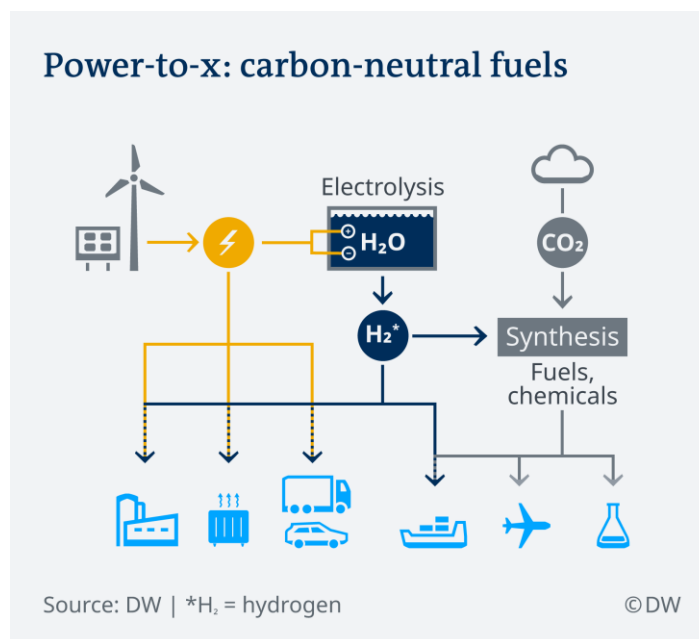 Power-to-x: carbon-neutral fuels
Electrolysis
H₂O
CO₂
H₂*
Synthesis
Fuels,
chemicals
Source: DW | *H₂ = hydrogen
©DW